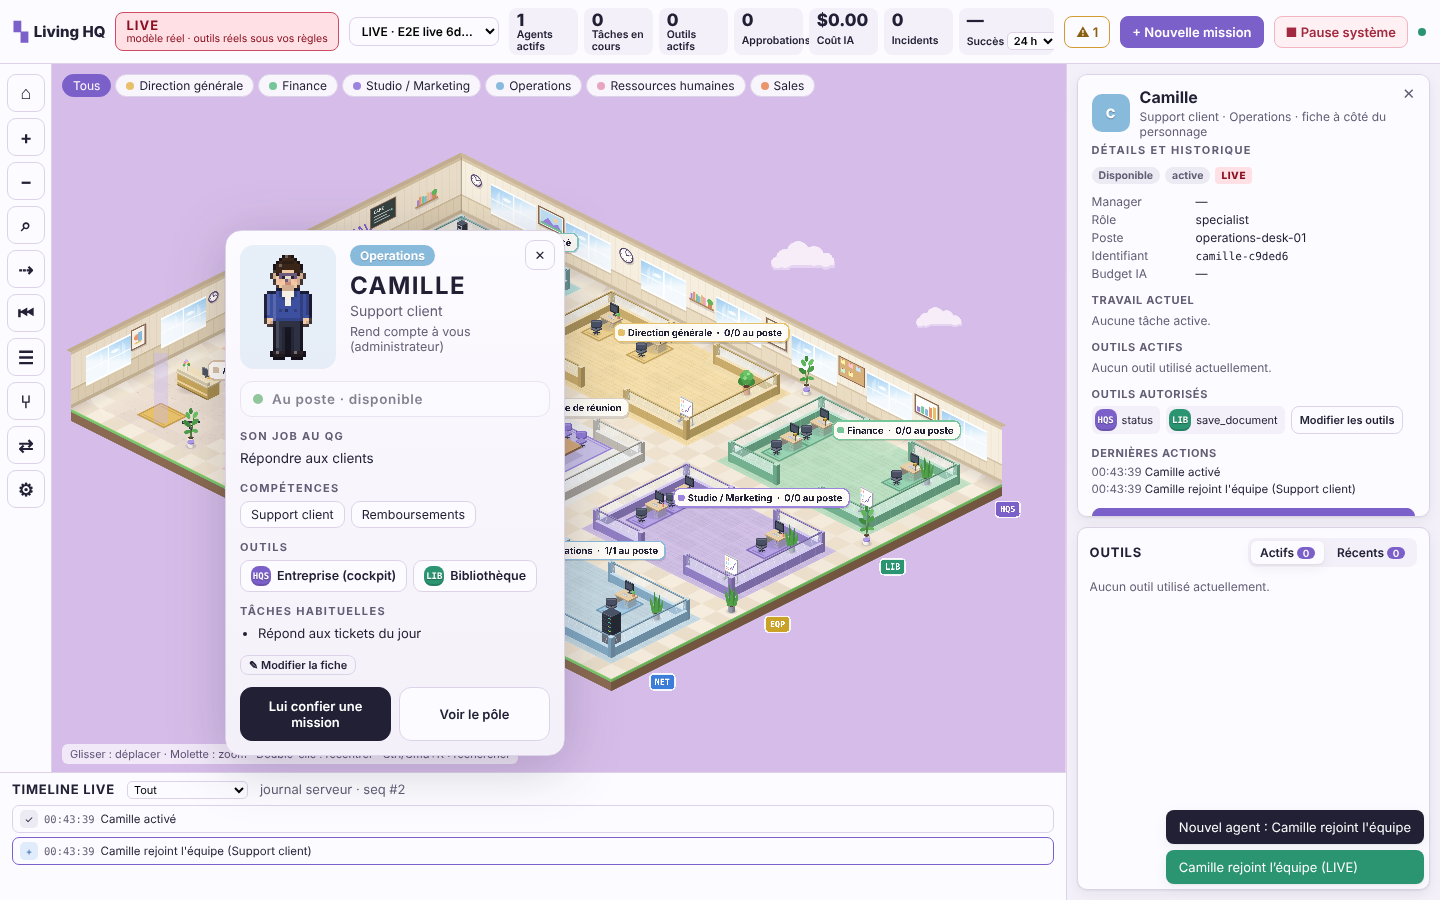 Living HQ
LIVE
modèle réel · outils réels sous vos règles
LIVE · E2E live 6d...
1
Agents actifs
0
Tâches en cours
0
Outils actifs
0
Approbations
$0.00
Coût IA
0
Incidents
—
Succès
24 h
1
+ Nouvelle mission
Pause système
Tous
Direction générale
Finance
Studio / Marketing
Operations
Ressources humaines
Sales
Direction générale · 0/0 au poste
e de réunion
Finance · 0/0 au poste
Studio / Marketing · 0/0 au poste
ations · 1/1 au poste
HQS
LIB
EQP
NET
Operations
CAMILLE
Support client
Rend compte à vous
(administrateur)
Au poste · disponible
SON JOB AU QG
Répondre aux clients
COMPÉTENCES
Support client
Remboursements
OUTILS
HQS Entreprise (cockpit)
LIB Bibliothèque
TÂCHES HABITUELLES
• Répond aux tickets du jour
✎ Modifier la fiche
Lui confier une
mission
Voir le pôle
Glisser : déplacer · Molette : zoom
C
Camille
Support client · Operations · fiche à côté du
personnage
DÉTAILS ET HISTORIQUE
Disponible
active
LIVE
Manager —
Rôle specialist
Poste operations-desk-01
Identifiant camille-c9ded6
Budget IA —
TRAVAIL ACTUEL
Aucune tâche active.
OUTILS ACTIFS
Aucun outil utilisé actuellement.
OUTILS AUTORISÉS
HQS status
LIB save_document
Modifier les outils
DERNIÈRES ACTIONS
00:43:39 Camille activé
00:43:39 Camille rejoint l'équipe (Support client)
OUTILS
Actifs 0
Récents 0
Aucun outil utilisé actuellement.
TIMELINE LIVE
Tout
journal serveur · seq #2
00:43:39 Camille activé
00:43:39 Camille rejoint l'équipe (Support client)
Nouvel agent : Camille rejoint l'équipe
Camille rejoint l'équipe (LIVE)